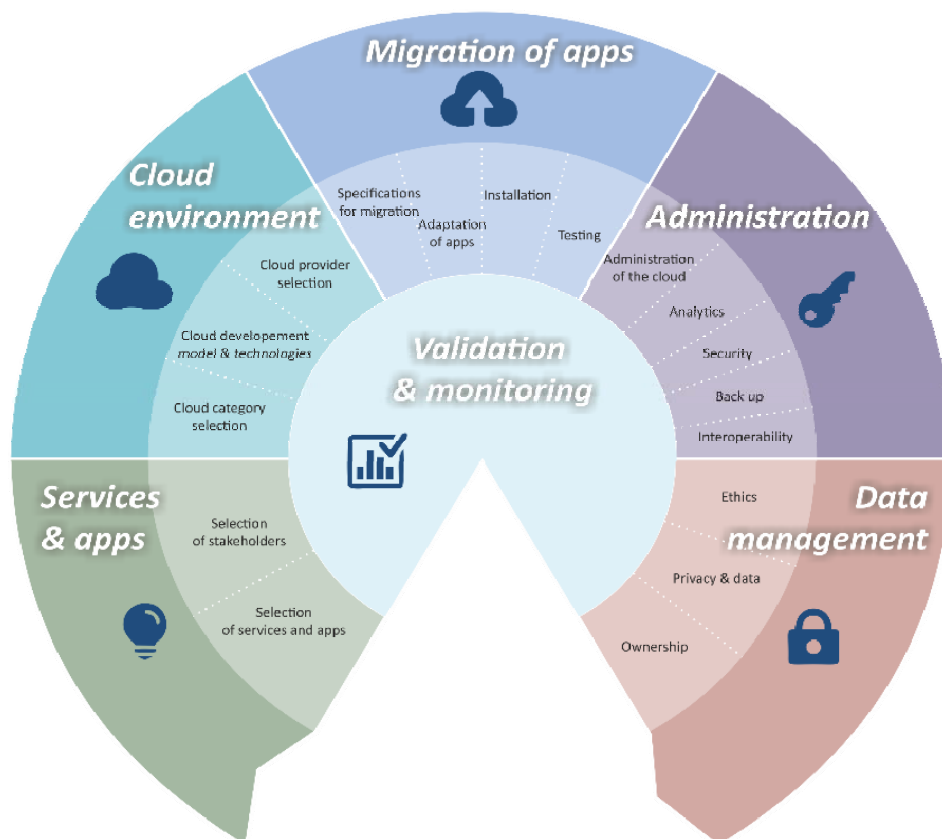 Migration of apps
Specifications
for migration
Adaptation
of apps
Installation
Testing
Cloud
environment
Cloud provider
selection
Cloud developement
model & technologies
Cloud category
selection
Administration
Administration
of the cloud
Analytics
Security
Back up
Interoperability
Validation
& monitoring
Services
& apps
Selection
of stakeholders
Selection
of services and apps
Data
management
Ethics
Privacy & data
Ownership